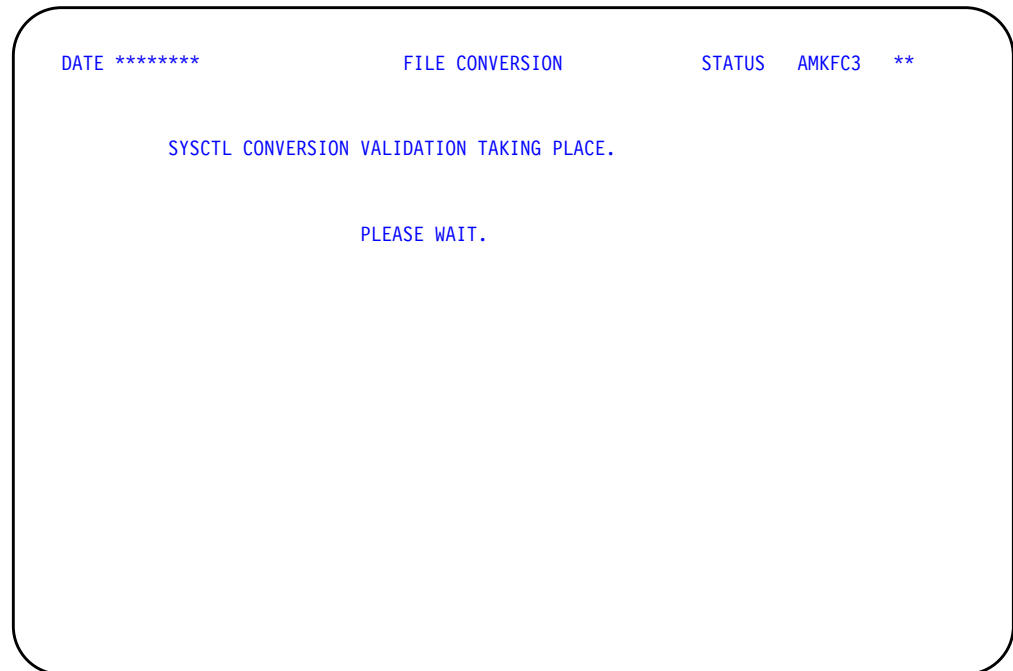 DATE ******** FILE CONVERSION STATUS AMKFC3 **
SYSCTL CONVERSION VALIDATION TAKING PLACE.
PLEASE WAIT.